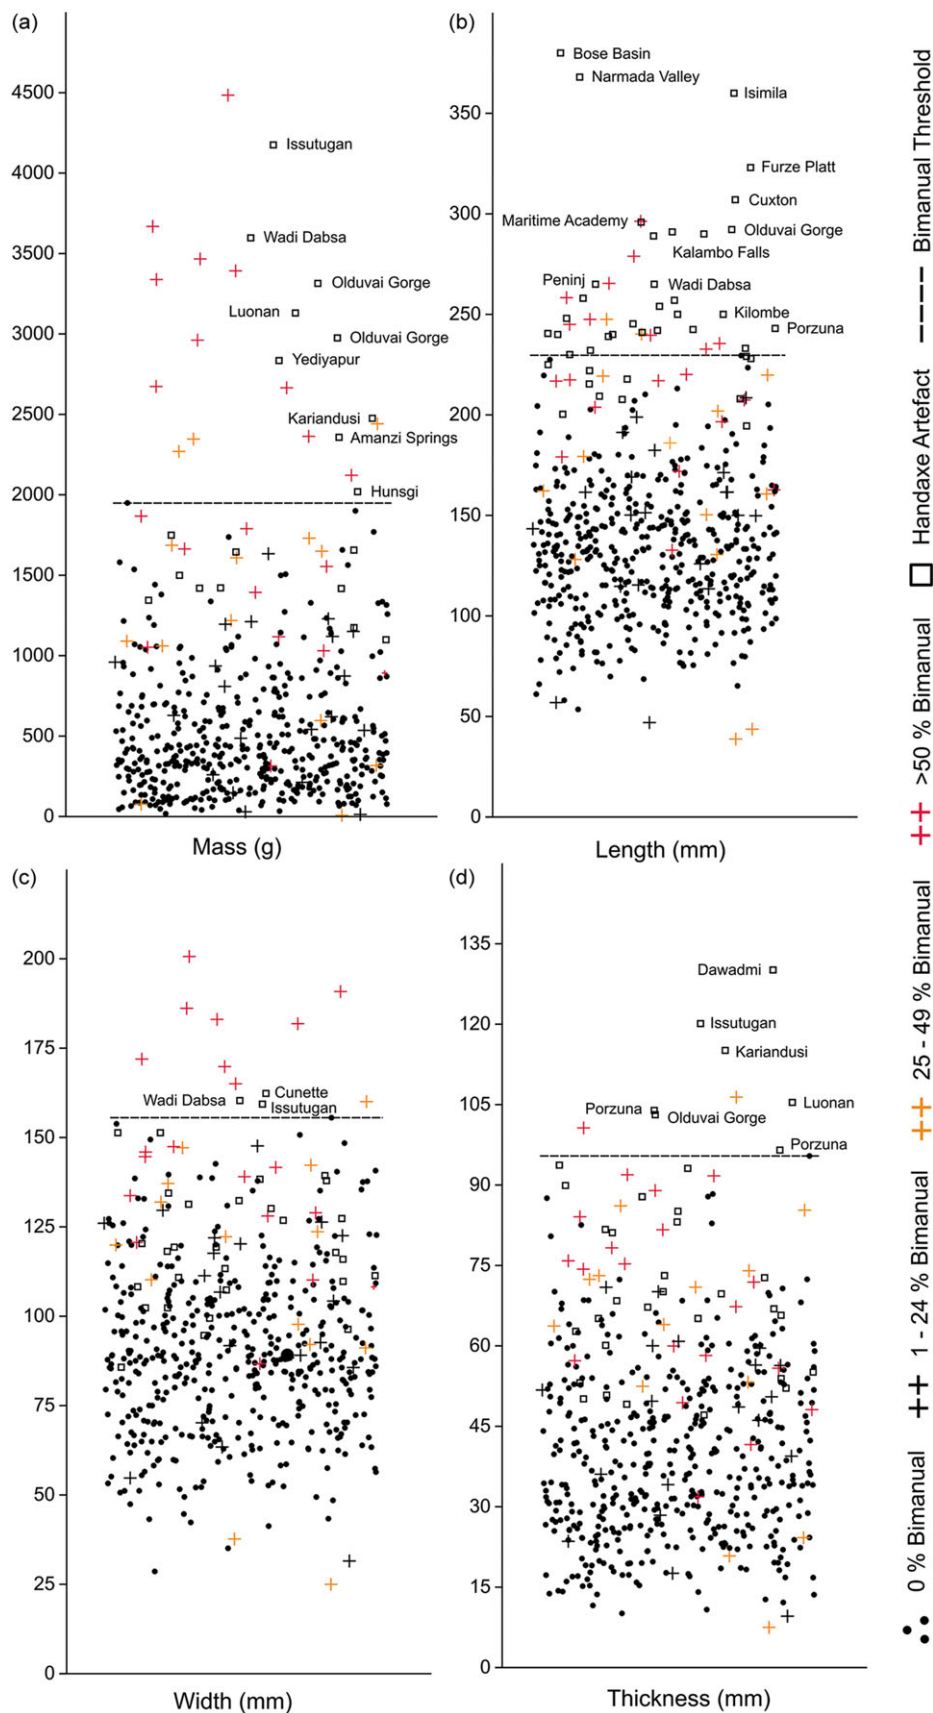 (a)
4500
4000
3500
3000
2500
2000
1500
1000
500
0
Issutugan
Wadi Dabsa
Olduvai Gorge
Luonan
Olduvai Gorge
Yediyapur
Kariandusi
Amanzi Springs
Hunsgi
Mass (g)
(b)
350
300
250
200
150
100
50
0
Bose Basin
Narmada Valley
Isimila
Furze Platt
Cuxton
Maritime Academy
Olduvai Gorge
Kalambo Falls
Peninj
Wadi Dabsa
Kilombe
Porzuna
Length (mm)
(c)
200
175
150
125
100
75
50
25
0
Wadi Dabsa
Cunette
Issutugan
Width (mm)
(d)
135
120
105
90
75
60
45
30
15
0
Dawadmi
Issutugan
Kariandusi
Porzuna
Olduvai Gorge
Luonan
Porzuna
Thickness (mm)
0 % Bimanual
1 - 24 % Bimanual
25 - 49 % Bimanual
>50 % Bimanual
Handaxe Artefact
Bimanual Threshold